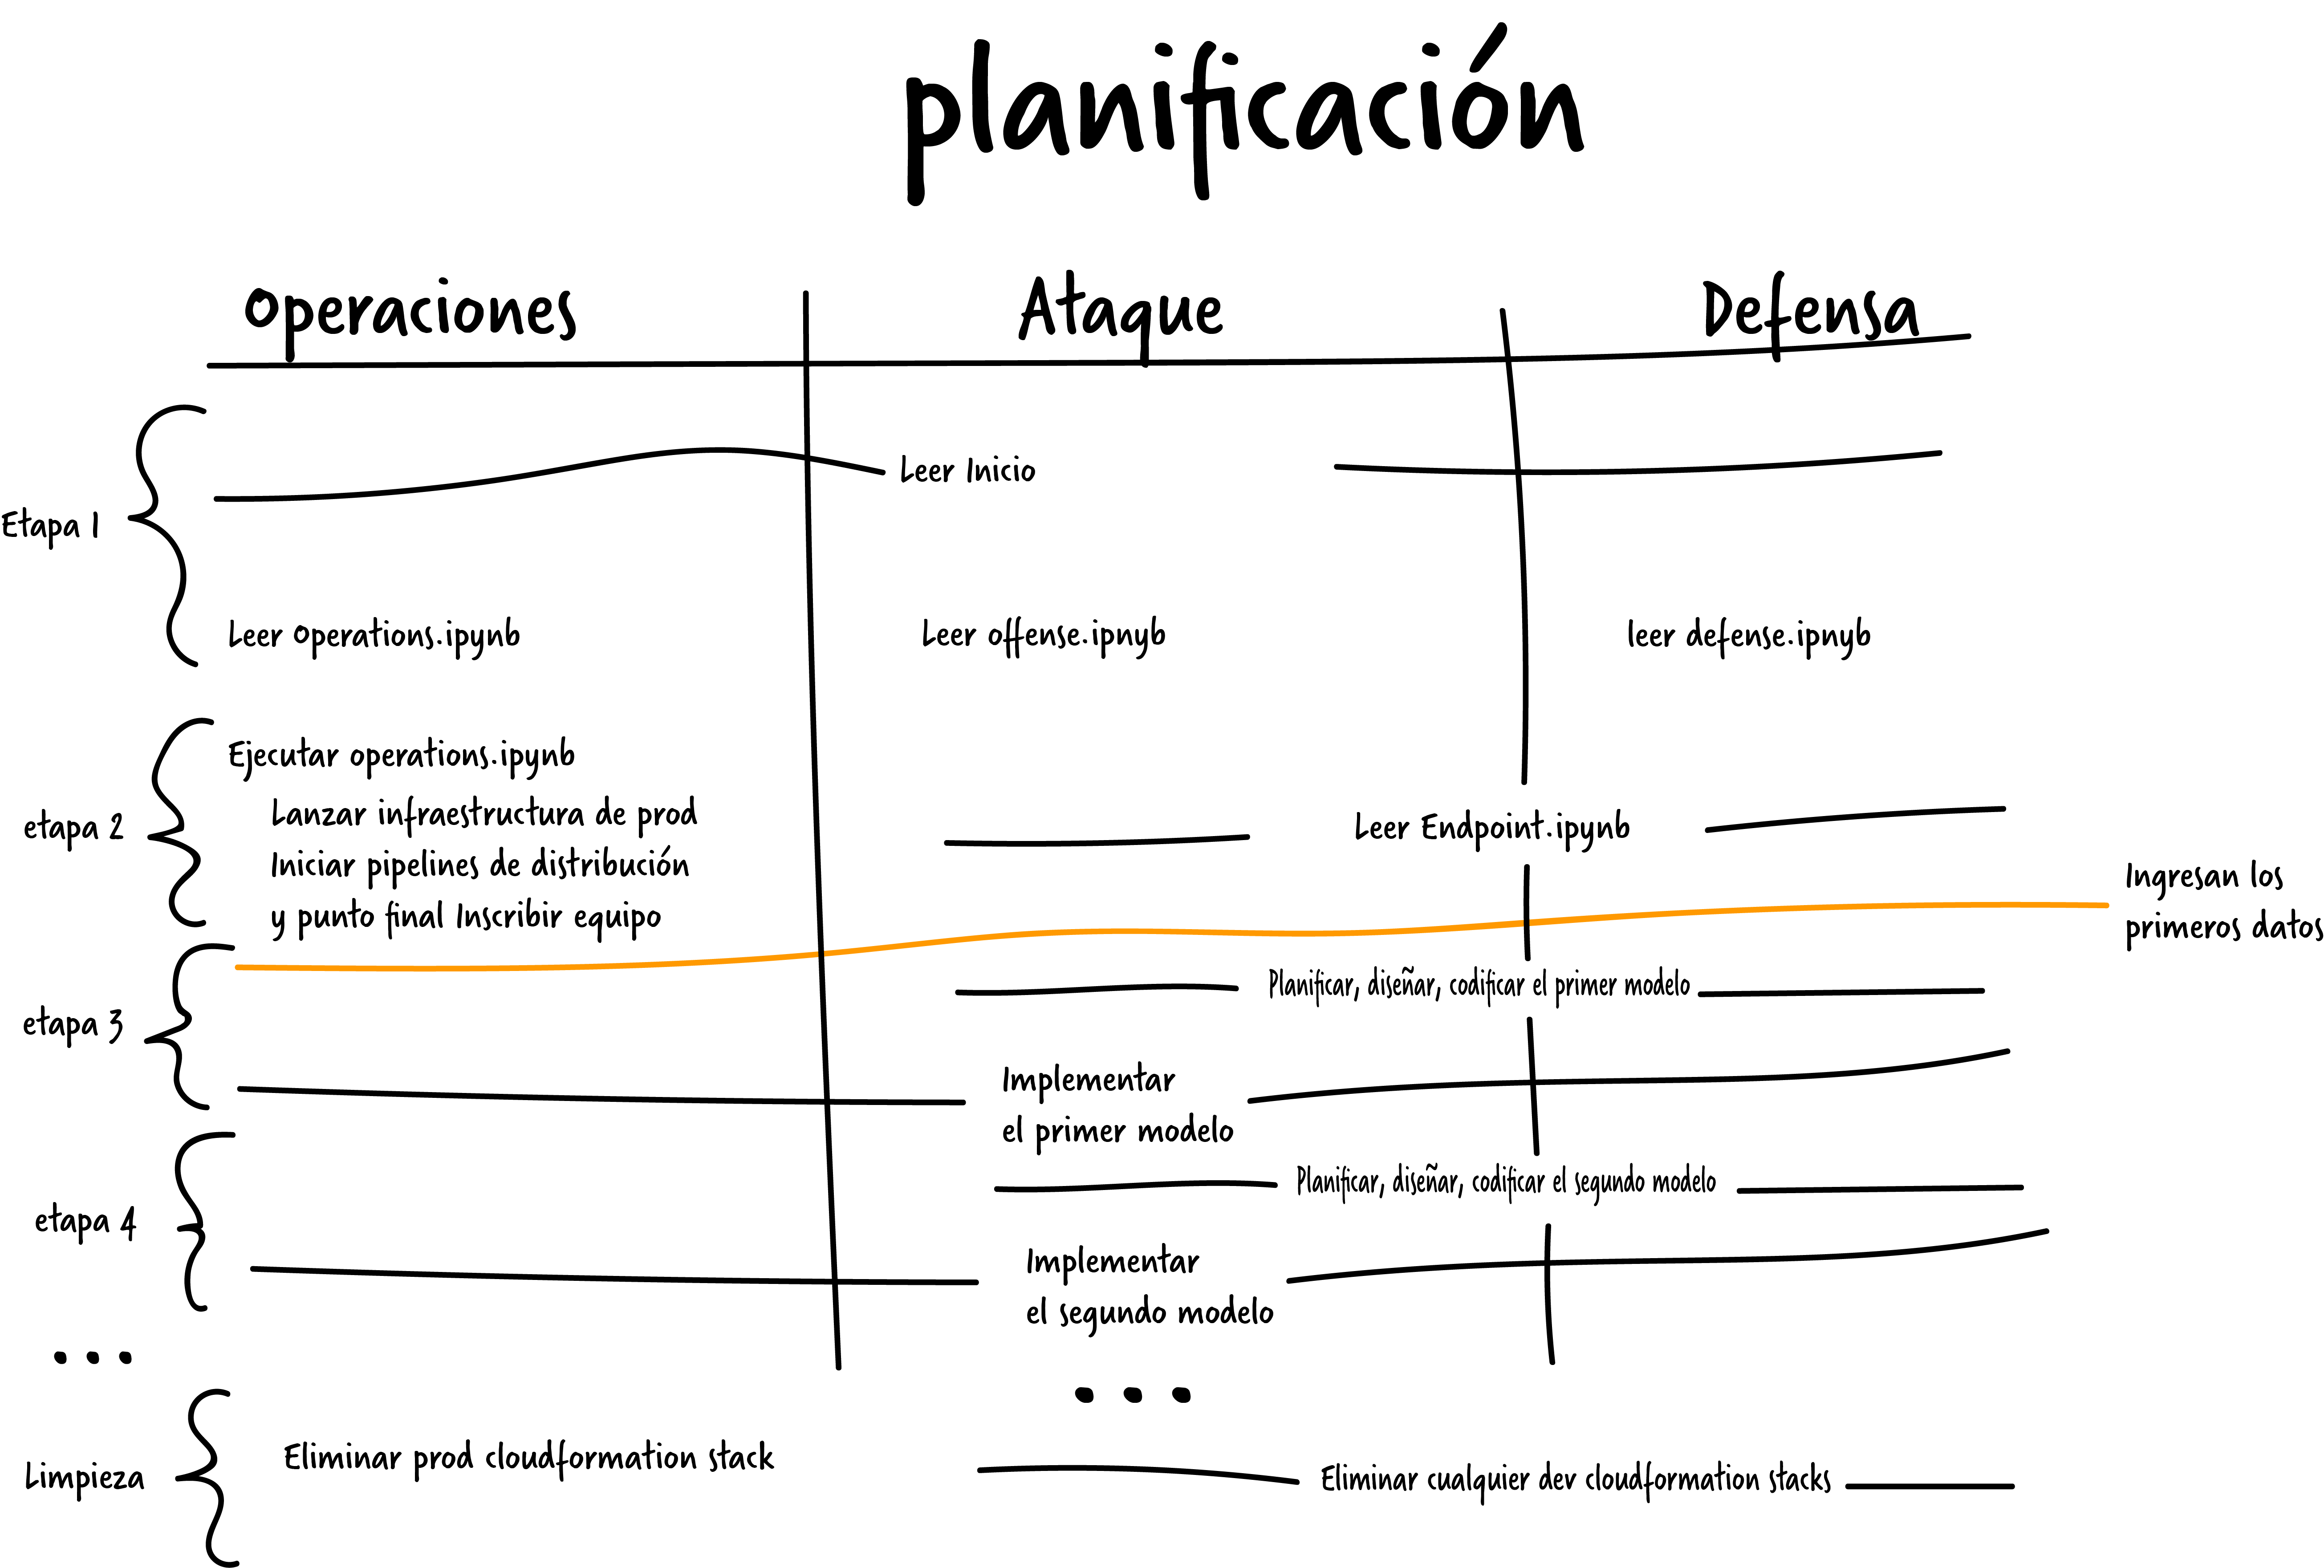 planificación
Operaciones
Ataque
Defensa
Leer Inicio
Etapa 1
Leer Operations.ipynb
Leer offense.ipnyb
leer defense.ipnyb
Ejecutar operations.ipynb
Lanzar infraestructura de prod
etapa 2
Leer Endpoint.ipynb
Iniciar pipelines de distribución
y punto final Inscribir equipo
Ingresan los
primeros datos
etapa 3
Planificar, diseñar, codificar el primer modelo
Implementar
el primer modelo
Planificar, diseñar, codificar el segundo modelo
etapa 4
Implementar
el segundo modelo
...
...
Limpieza
Eliminar prod cloudformation stack
Eliminar cualquier dev cloudformation stacks